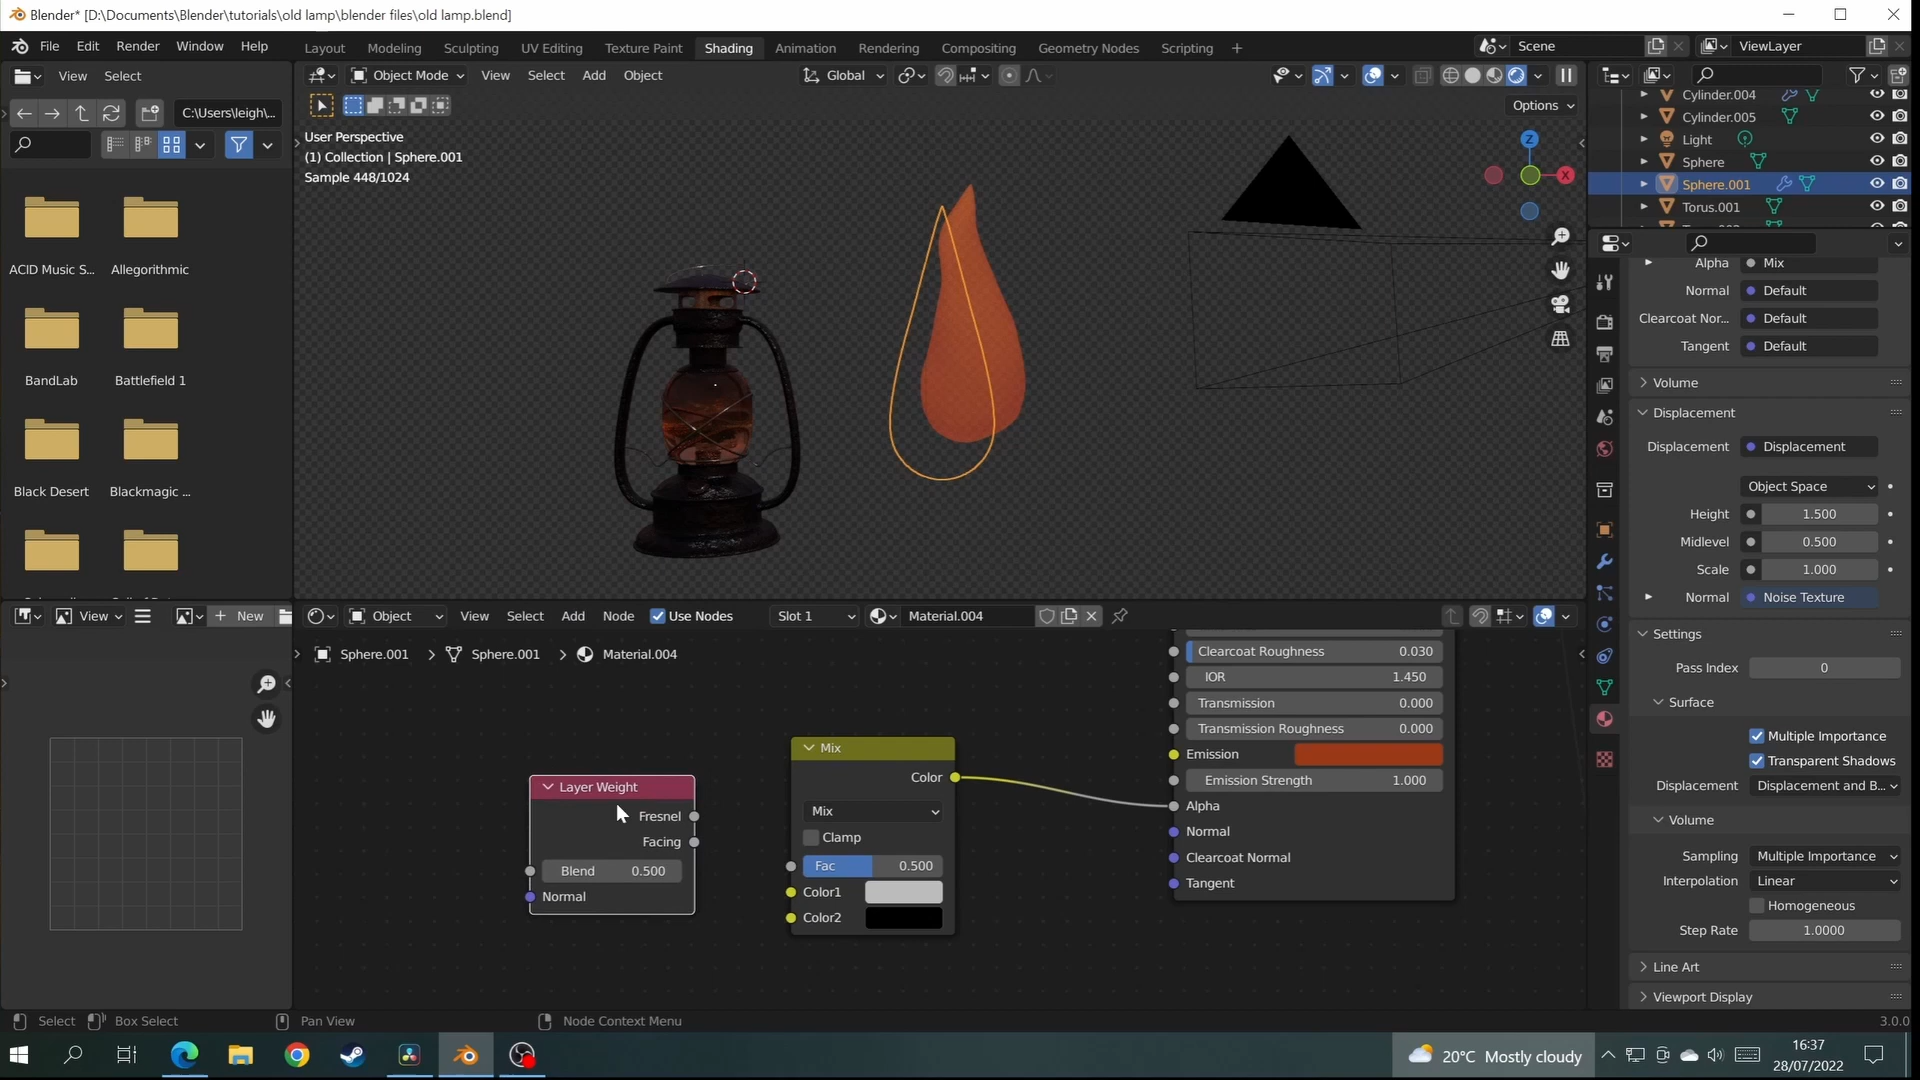 Blender* [D:\Documents\Blender\tutorials\old lamp\blender files\old lamp.blend]
File Edit Render Window Help
Layout Modeling Sculpting UV Editing Texture Paint Shading Animation Rendering Compositing Geometry Nodes Scripting +
Scene
ViewLayer
View Select
Object Mode View Select Add Object
Global
C:\Users\leigh\...
Options
User Perspective
(1) Collection | Sphere.001
Sample 448/1024
Z
X
ACID Music S...
Allegorithmic
BandLab
Battlefield 1
Black Desert
Blackmagic ...
Cylinder.004
Cylinder.005
Light
Sphere
Sphere.001
Torus.001
Alpha Mix
Normal Default
Clearcoat Nor... Default
Tangent Default
Volume
Displacement
Displacement Displacement
Object Space
Height 1.500
Midlevel 0.500
Scale 1.000
Normal Noise Texture
Settings
Pass Index 0
Surface
Multiple Importance
Transparent Shadows
Displacement Displacement and B...
Volume
Sampling Multiple Importance
Interpolation Linear
Homogeneous
Step Rate 1.0000
Line Art
Viewport Display
View
+ New
Object View Select Add Node Use Nodes Slot 1 Material.004
Sphere.001 > Sphere.001 > Material.004
Layer Weight
Fresnel
Facing
Blend 0.500
Normal
Mix
Color
Mix
Clamp
Fac 0.500
Color1
Color2
Clearcoat Roughness 0.030
IOR 1.450
Transmission 0.000
Transmission Roughness 0.000
Emission
Emission Strength 1.000
Alpha
Normal
Clearcoat Normal
Tangent
Select Box Select Pan View Node Context Menu
3.0.0
20°C Mostly cloudy
16:37
28/07/2022